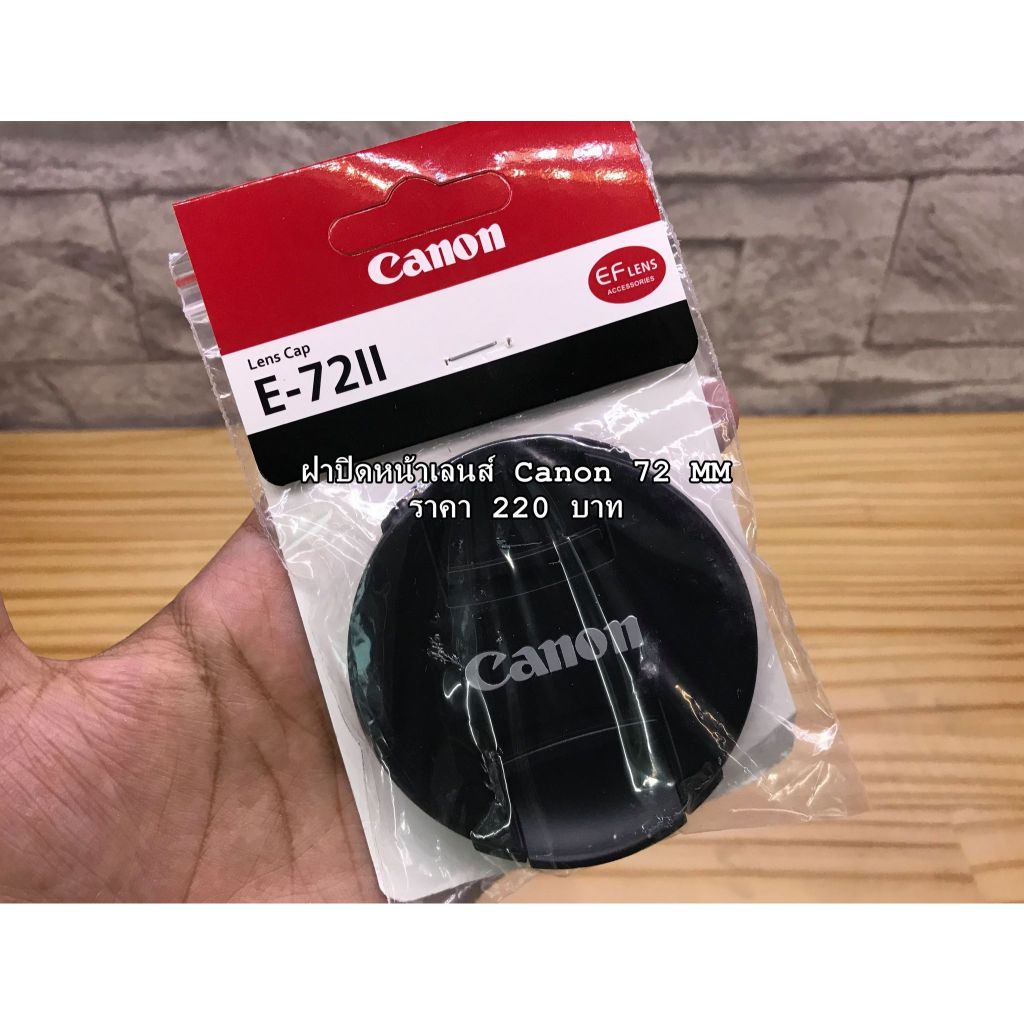 Canon
EF LENS
ACCESSORIES
Lens Cap
E-72II
ฝาปิดหน้าเลนส์ Canon 72 MM
ราคา 220 บาท
Canon